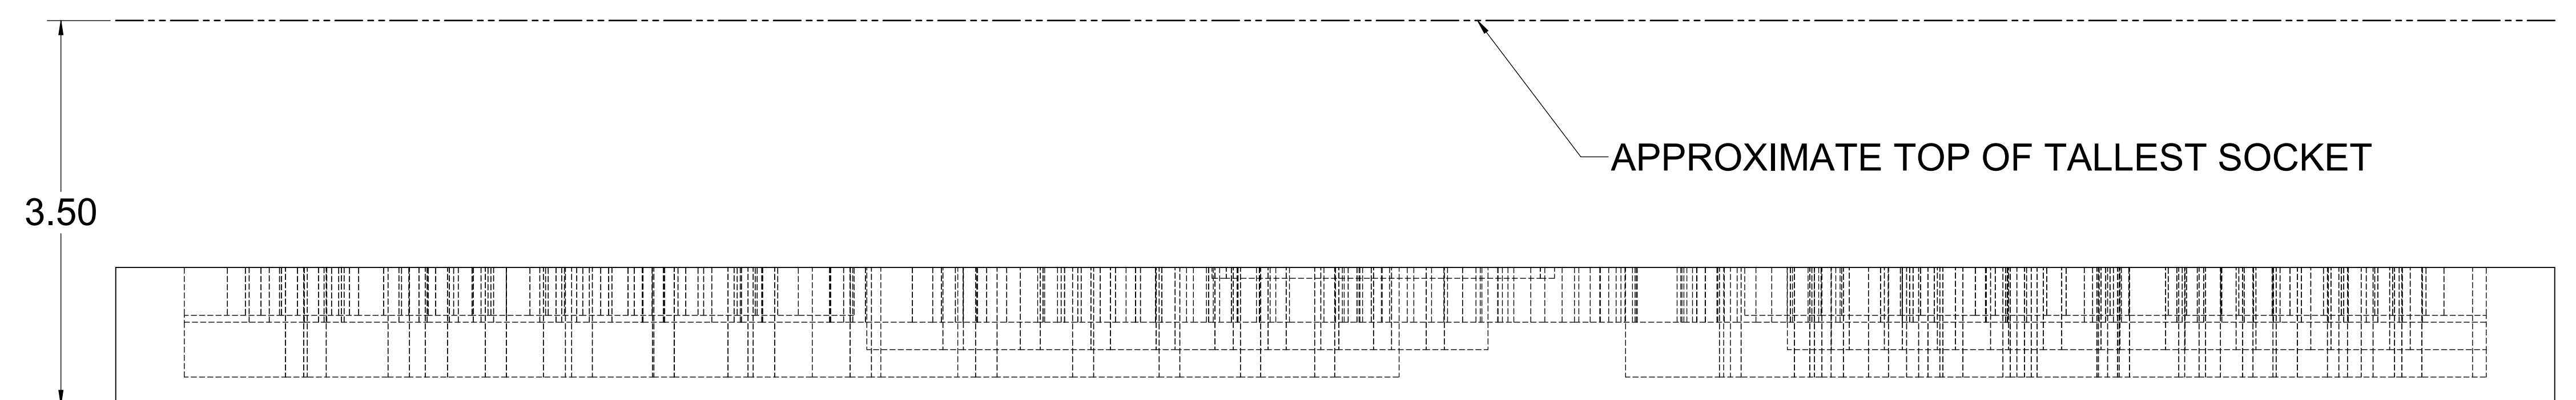 APPROXIMATE TOP OF TALLEST SOCKET
3.50